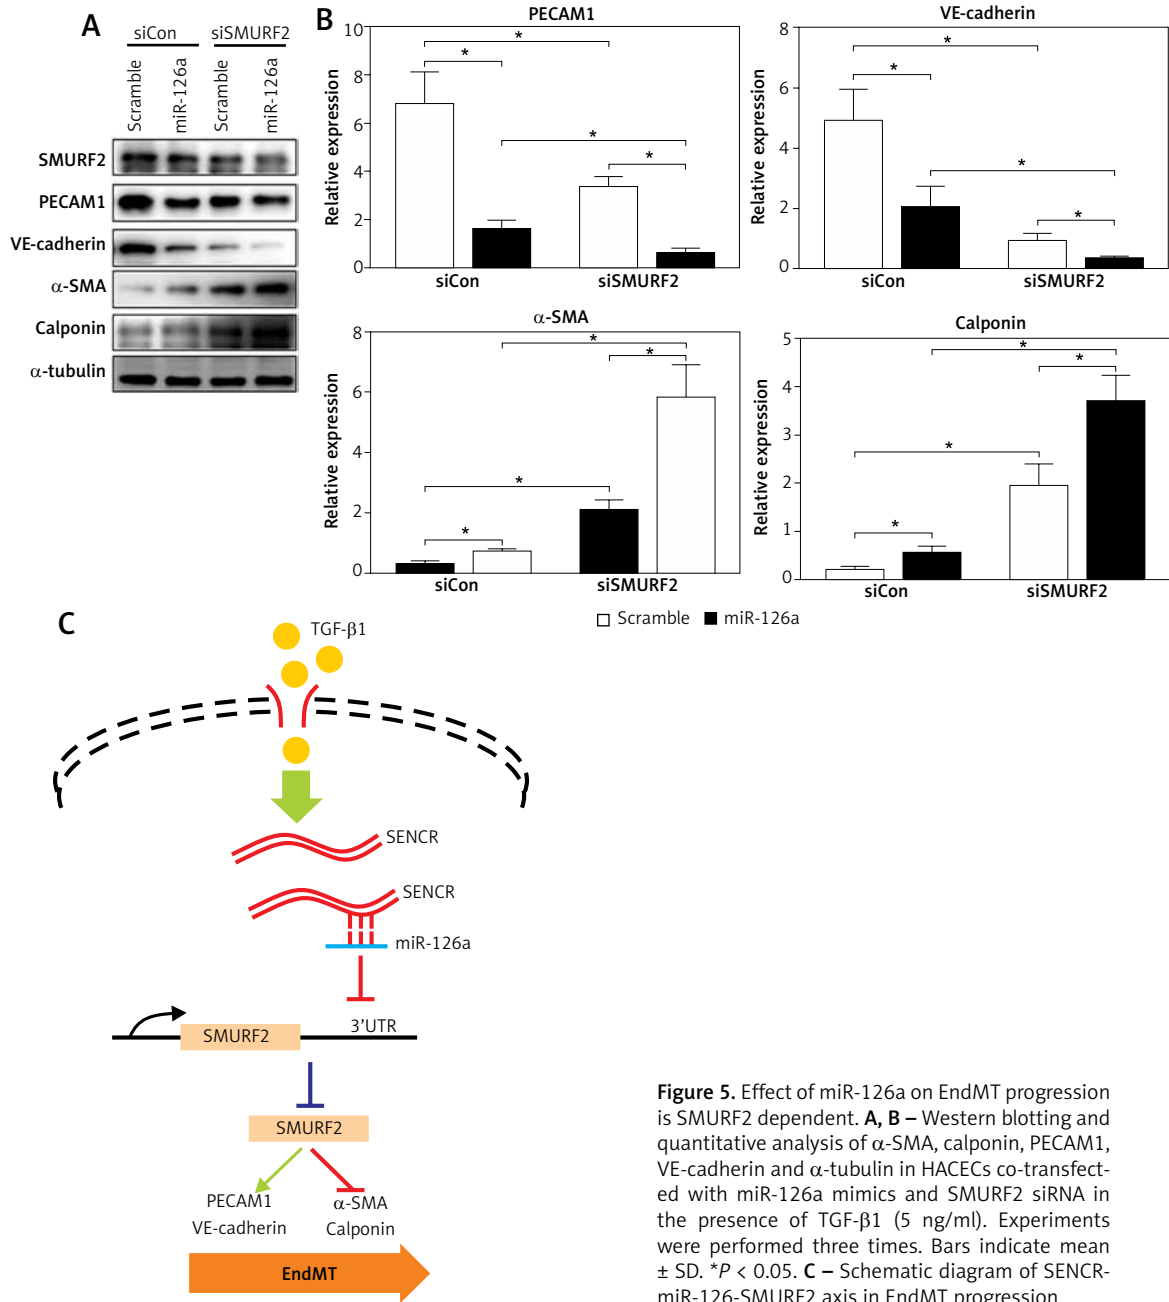 A
siCon siSMURF2
Scramble miR-126a Scramble miR-126a
SMURF2
PECAM1
VE-cadherin
α-SMA
Calponin
α-tubulin
B
PECAM1
Relative expression
10
8
6
4
2
0
* * * *
siCon siSMURF2
VE-cadherin
Relative expression
8
6
4
2
0
* * * *
siCon siSMURF2
α-SMA
Relative expression
8
6
4
2
0
* * * *
siCon siSMURF2
Calponin
Relative expression
5
4
3
2
1
0
* * * *
siCon siSMURF2
Scramble miR-126a
C
TGF-β1
SENCR
SENCR
miR-126a
SMURF2 3'UTR
SMURF2
PECAM1 α-SMA
VE-cadherin Calponin
EndMT
Figure 5. Effect of miR-126a on EndMT progression
is SMURF2 dependent. A, B – Western blotting and
quantitative analysis of α-SMA, calponin, PECAM1,
VE-cadherin and α-tubulin in HACECs co-transfect-
ed with miR-126a mimics and SMURF2 siRNA in
the presence of TGF-β1 (5 ng/ml). Experiments
were performed three times. Bars indicate mean
± SD. *P < 0.05. C – Schematic diagram of SENCR-
miR-126-SMURF2 axis in EndMT progression